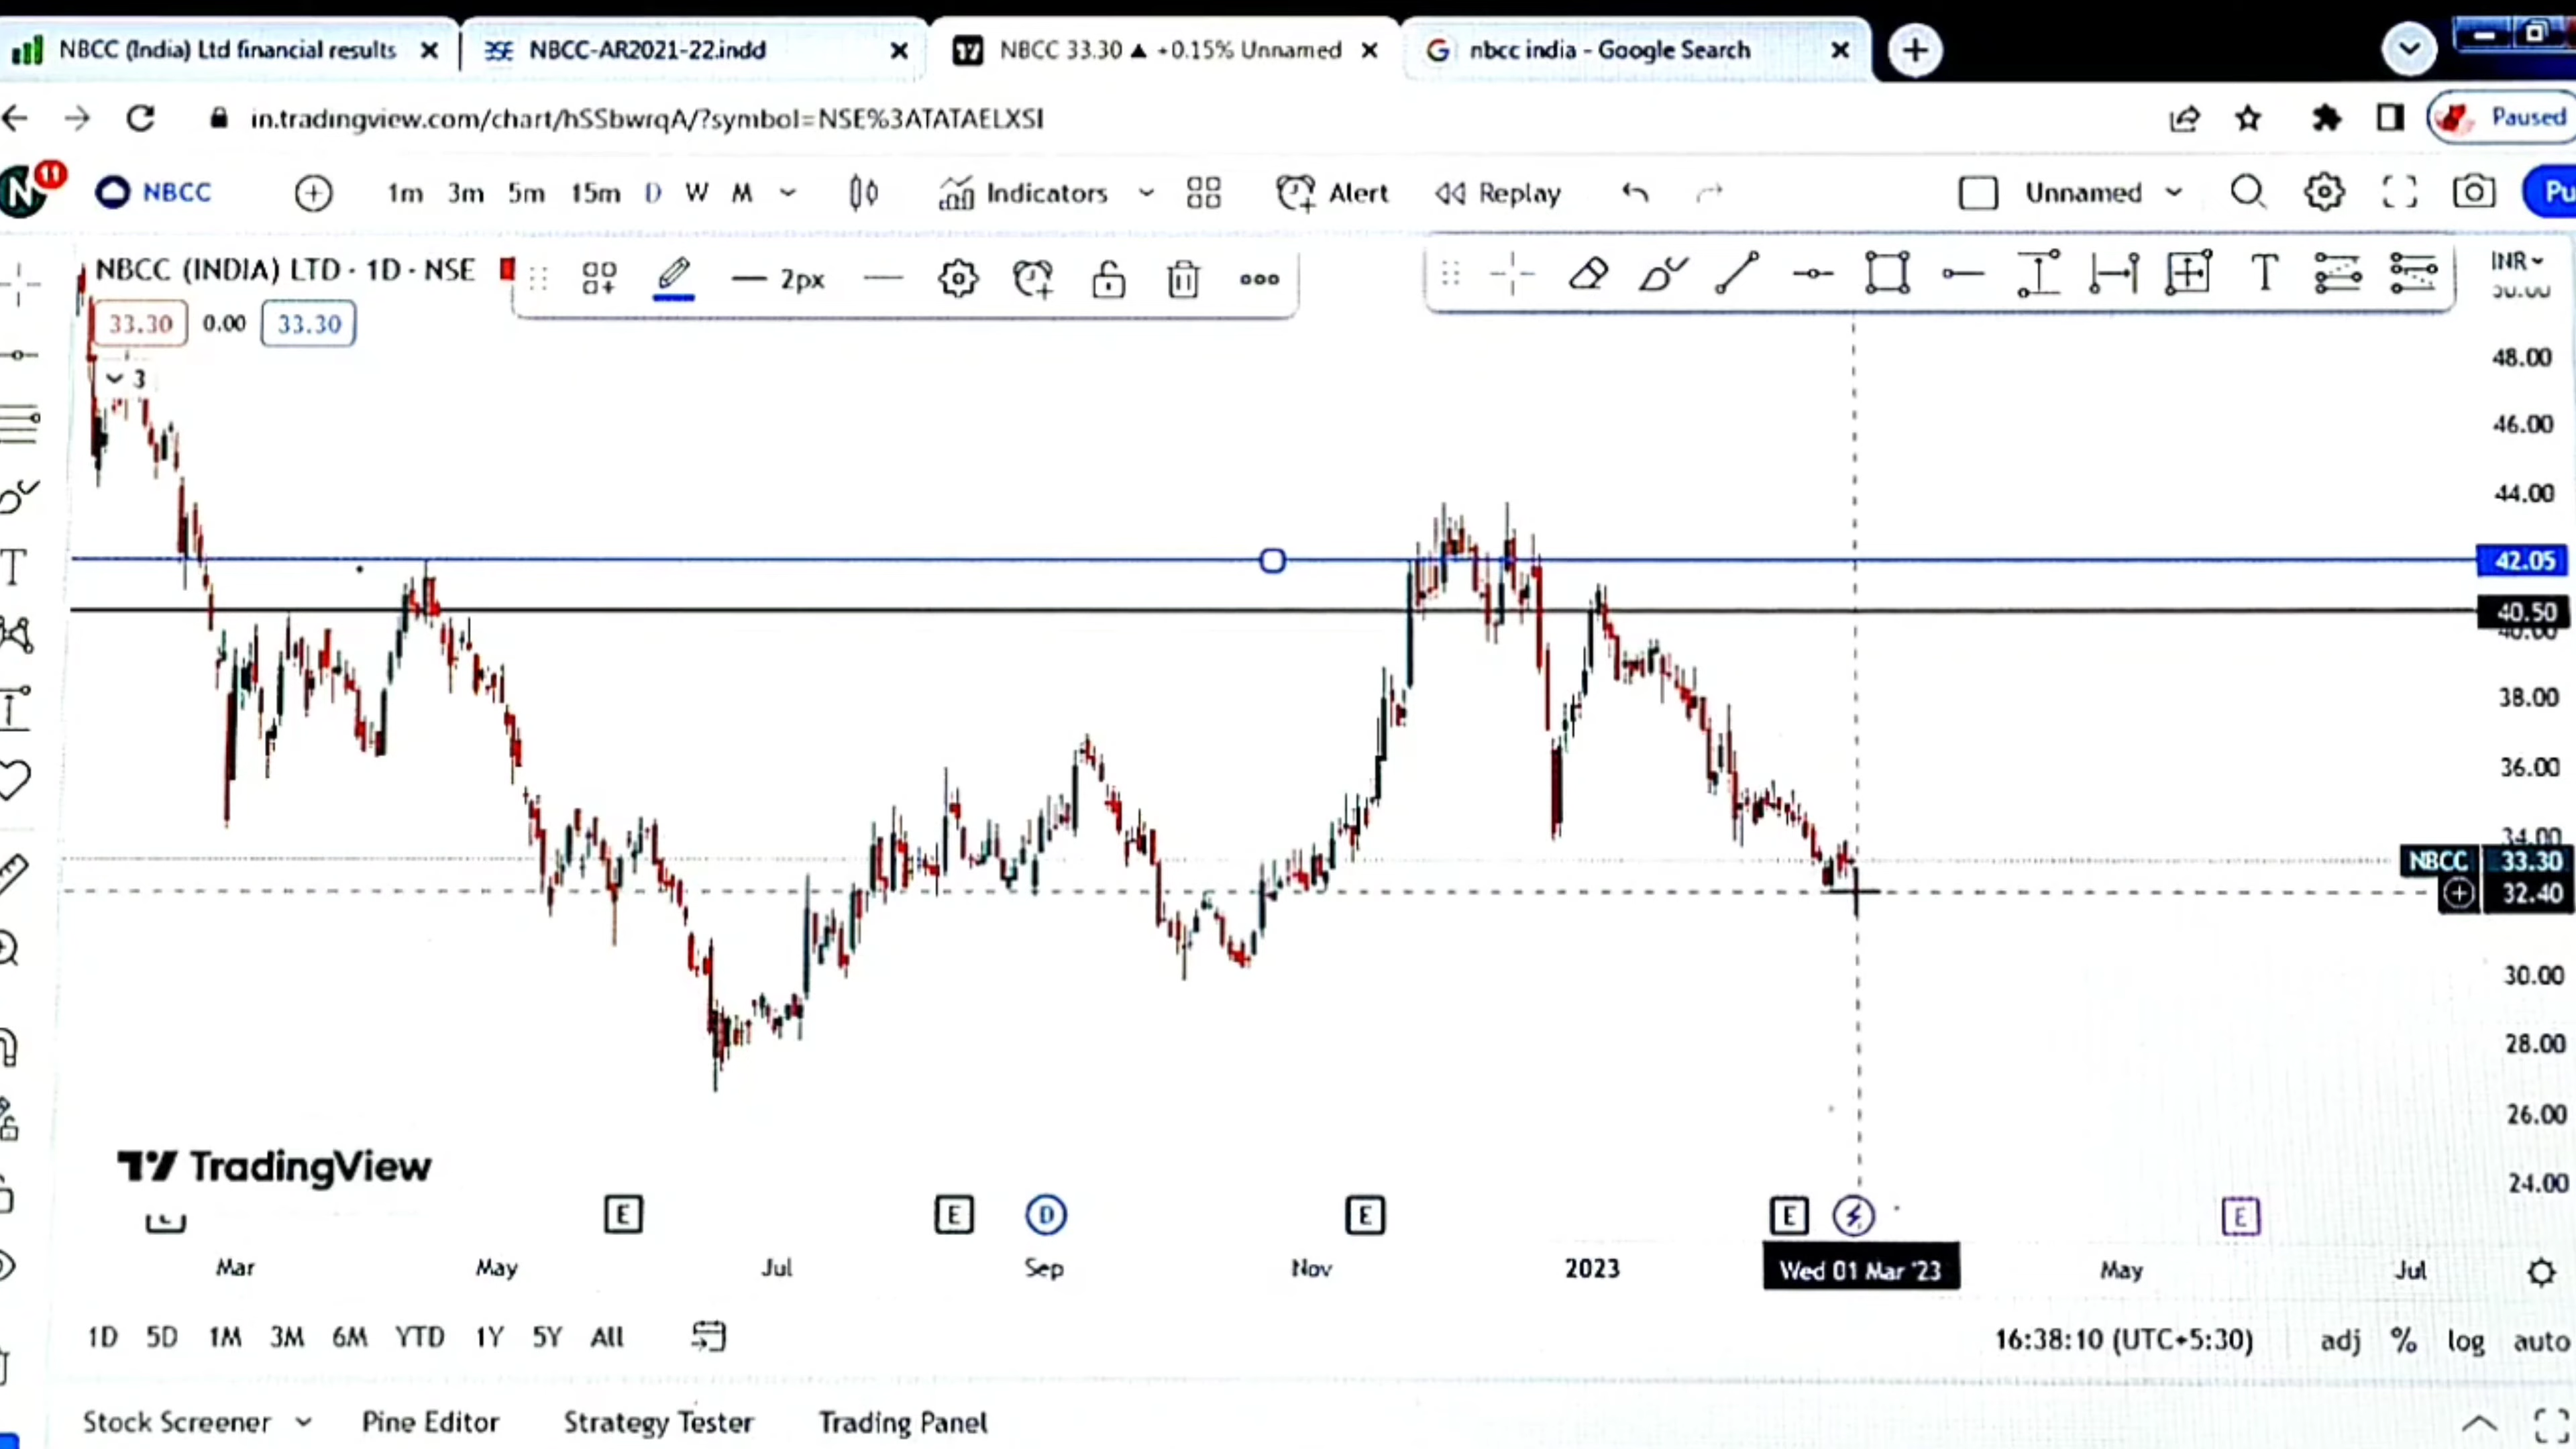 NBCC (India) Ltd financial results
NBCC-AR2021-22.indd
NBCC 33.30 ▲ +0.15% Unnamed
nbcc india - Google Search
in.tradingview.com/chart/hSSbwrqA/?symbol=NSE%3ATATAELXSI
Paused
N 11
NBCC
1m 3m 5m 15m D W M
Indicators
Alert
Replay
Unnamed
Pu
NBCC (INDIA) LTD · 1D · NSE
2px
T
INR
33.30 0.00 33.30
3
48.00
46.00
44.00
42.05
40.50
40.00
38.00
36.00
34.00
NBCC 33.30
32.40
30.00
28.00
26.00
24.00
TradingView
E
E
D
E
E
E
Mar
May
Jul
Sep
Nov
2023
Wed 01 Mar '23
May
Jul
1D 5D 1M 3M 6M YTD 1Y 5Y All
16:38:10 (UTC+5:30)
adj % log auto
Stock Screener
Pine Editor
Strategy Tester
Trading Panel